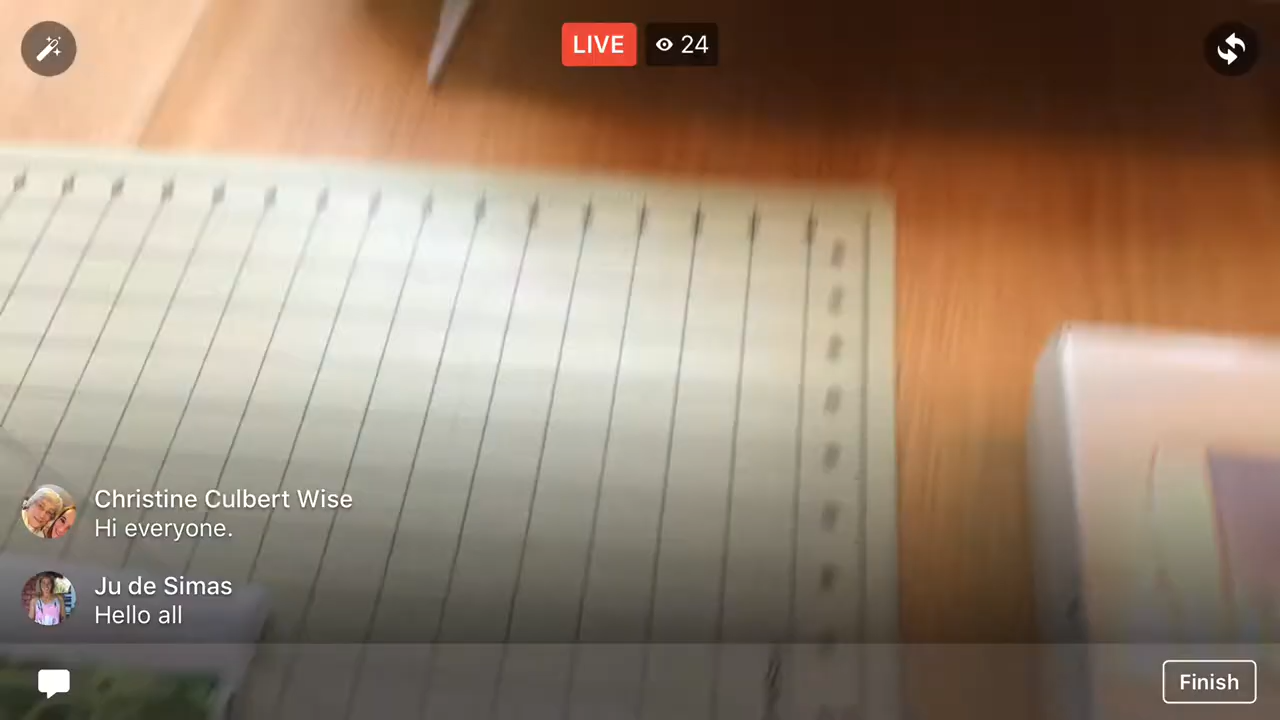 LIVE
24
Christine Culbert Wise
Hi everyone.
Ju de Simas
Hello all
Finish